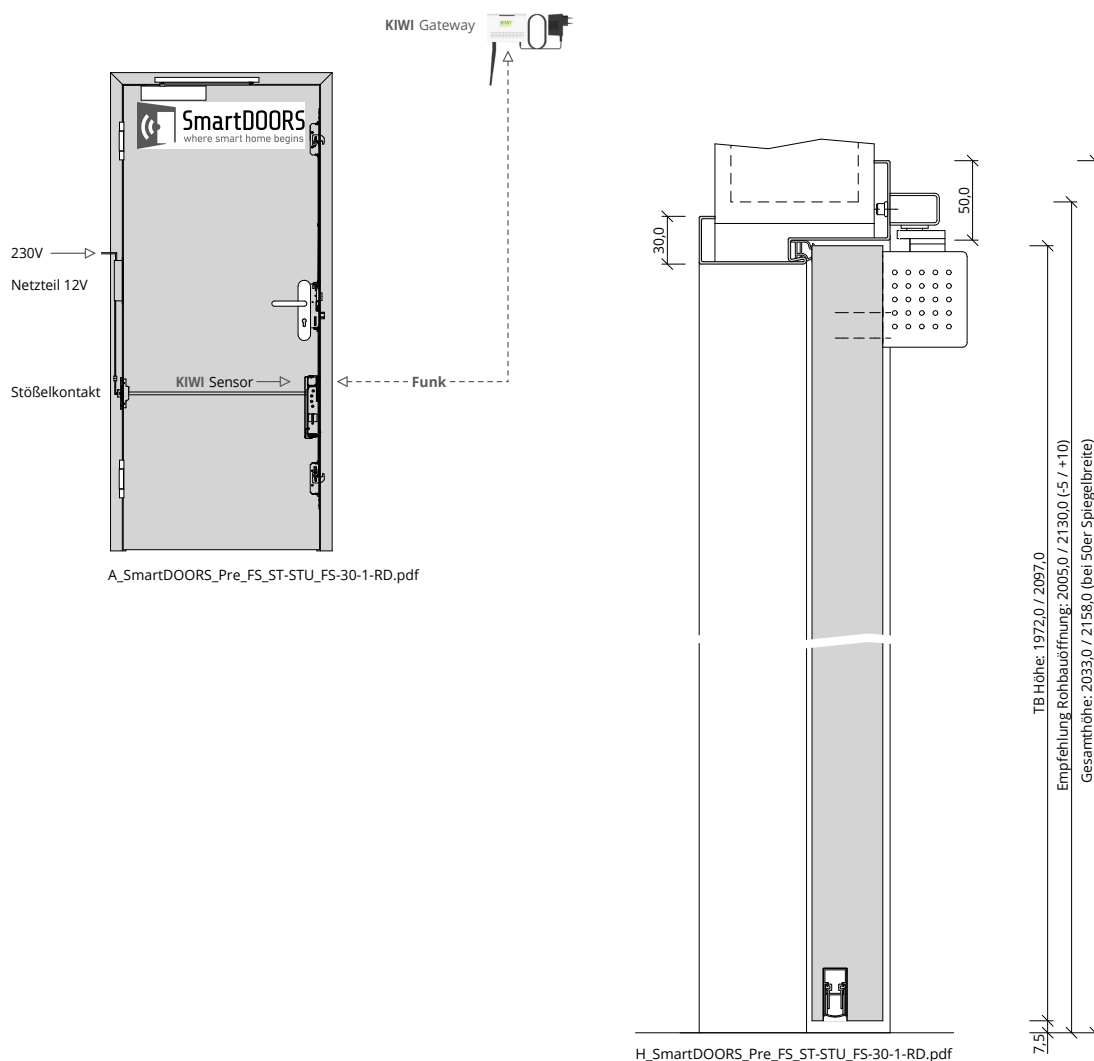 KIWI Gateway
KIWI
SmartDOORS
where smart home begins
230V
Netzteil 12V
KIWI Sensor
Funk
Stößelkontakt
A_SmartDOORS_Pre_FS_ST-STU_FS-30-1-RD.pdf
30,0
50,0
TB Höhe: 1972,0 / 2097,0
Empfehlung Rohbauöffnung: 2005,0 / 2130,0 (-5 / +10)
Gesamthöhe: 2033,0 / 2158,0 (bei 50er Spiegelbreite)
7,5
H_SmartDOORS_Pre_FS_ST-STU_FS-30-1-RD.pdf